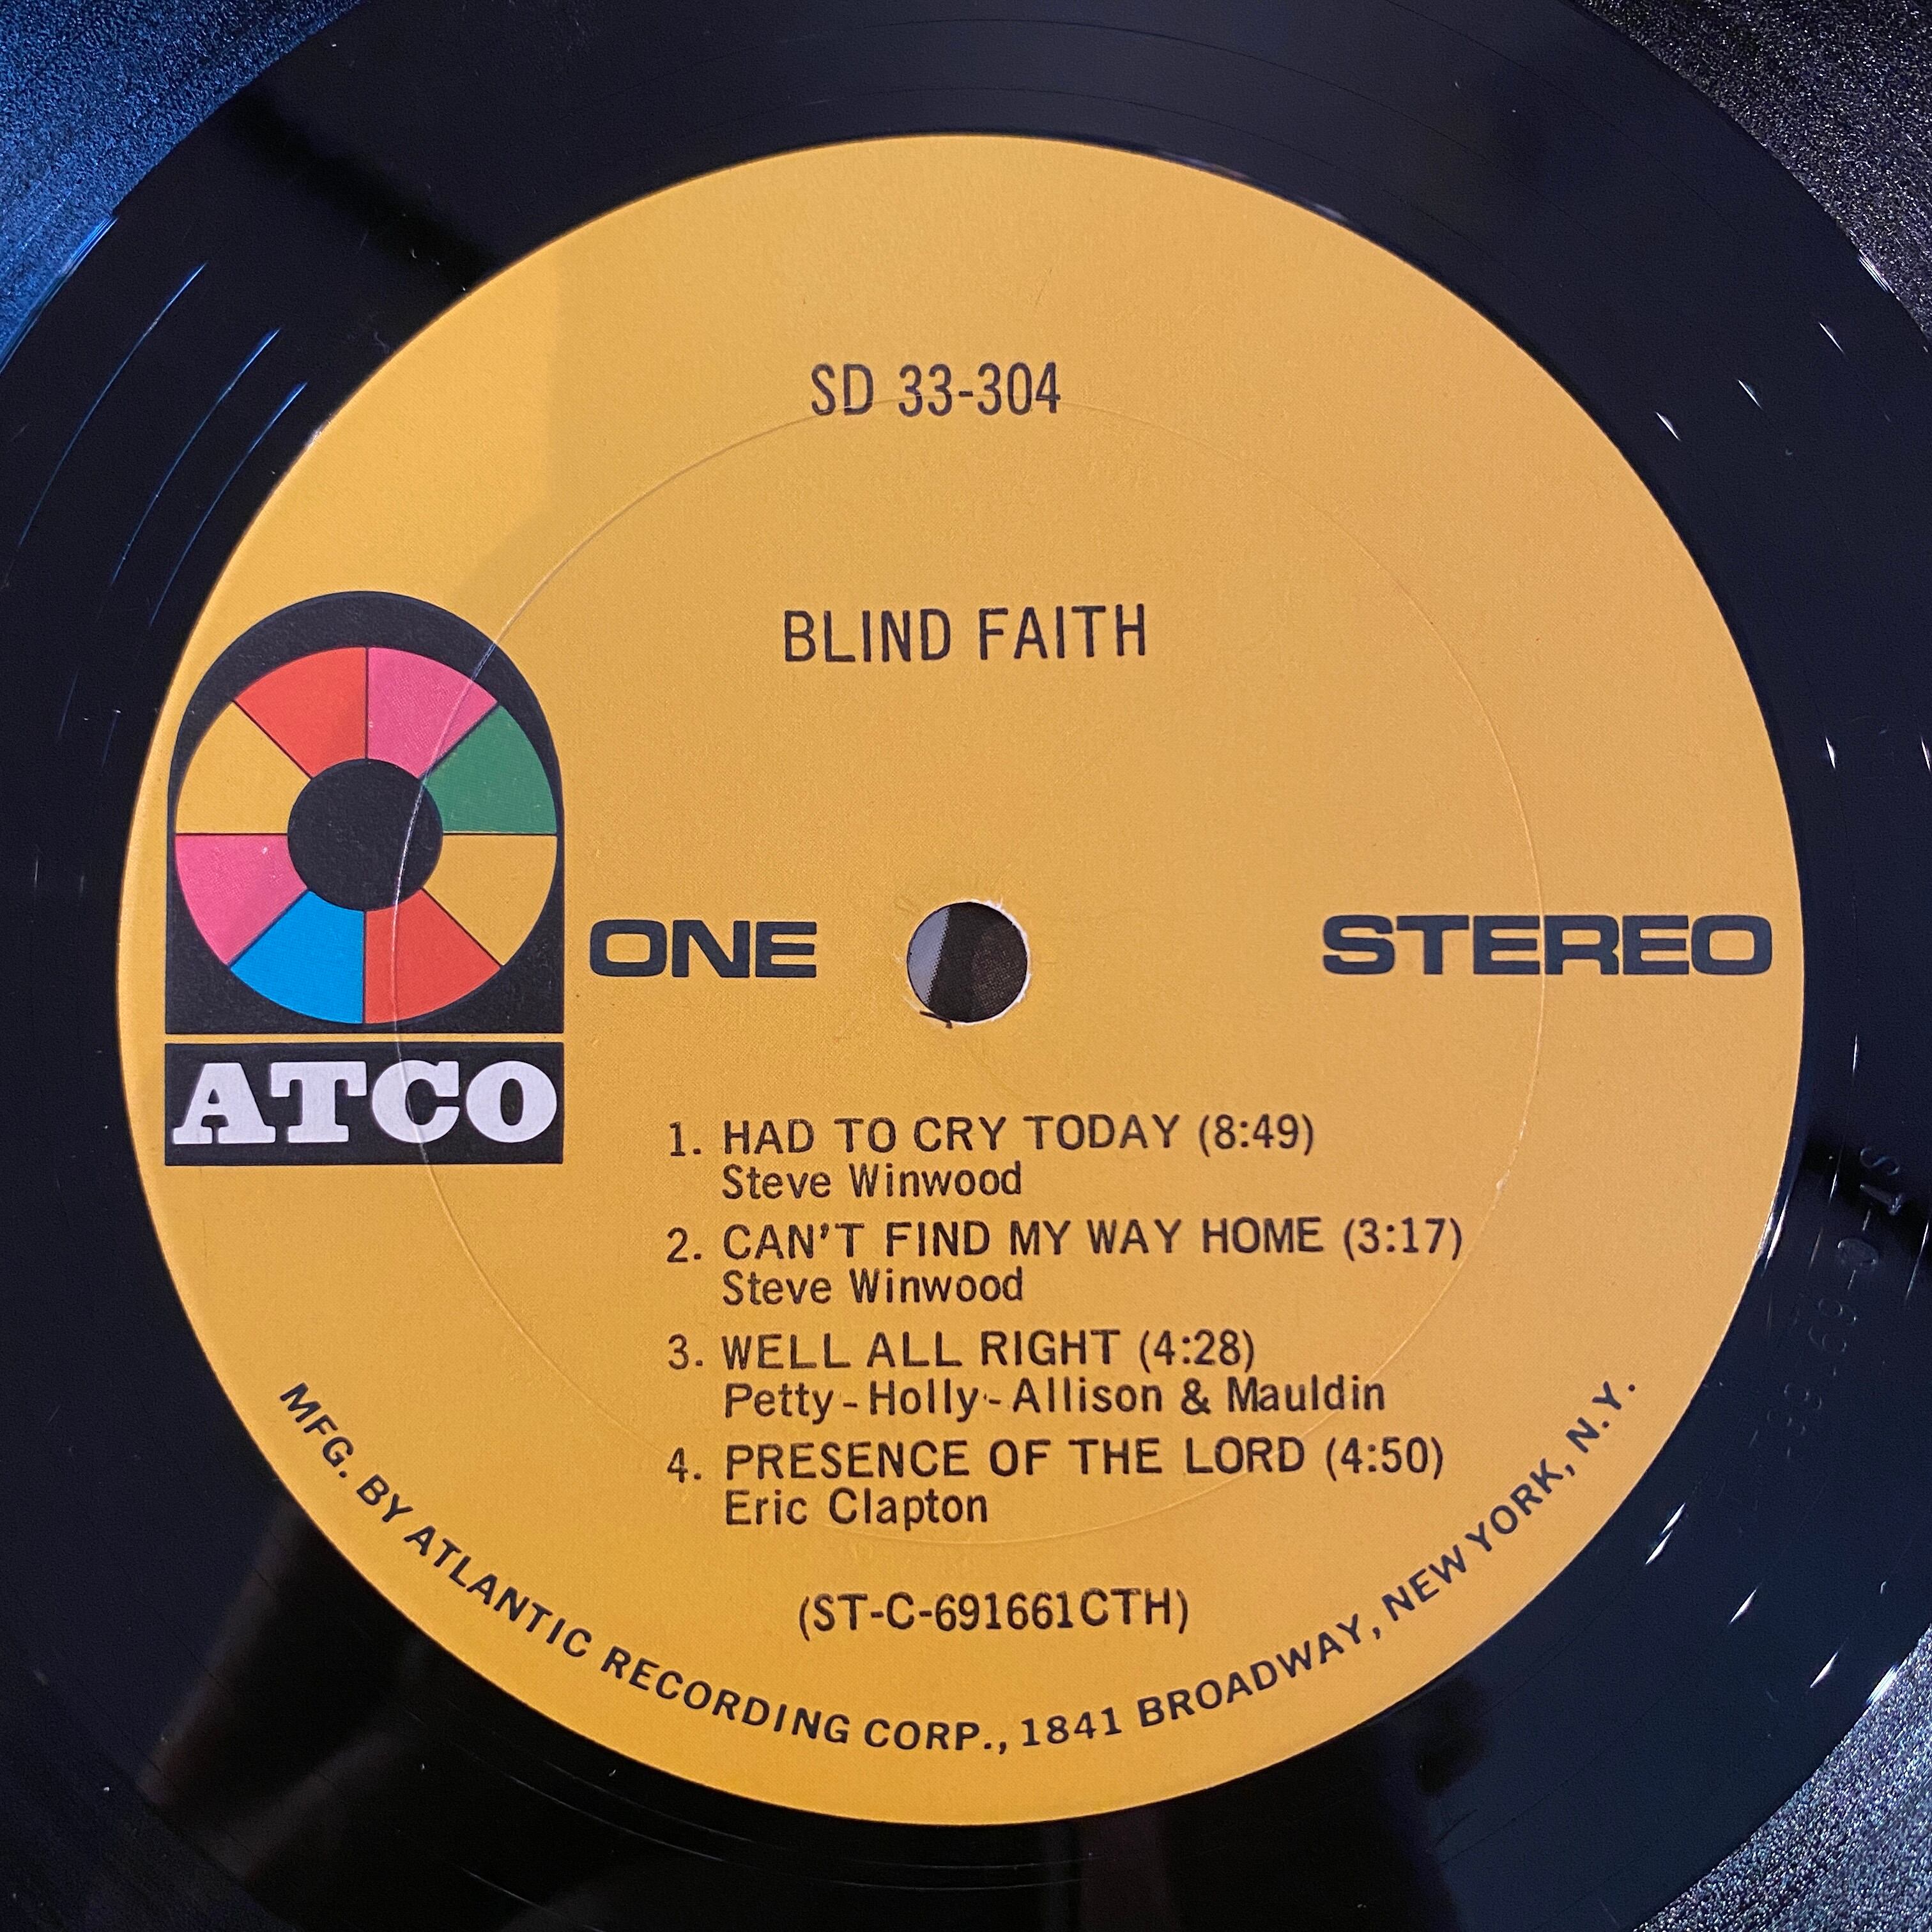 SD 33-304
BLIND FAITH
ATCO
ONE
STEREO
1. HAD TO CRY TODAY (8:49)
Steve Winwood
2. CAN'T FIND MY WAY HOME (3:17)
Steve Winwood
3. WELL ALL RIGHT (4:28)
Petty-Holly-Allison & Mauldin
4. PRESENCE OF THE LORD (4:50)
Eric Clapton
(ST-C-691661CTH)
MFG. BY ATLANTIC RECORDING CORP., 1841 BROADWAY, NEW YORK, N.Y.